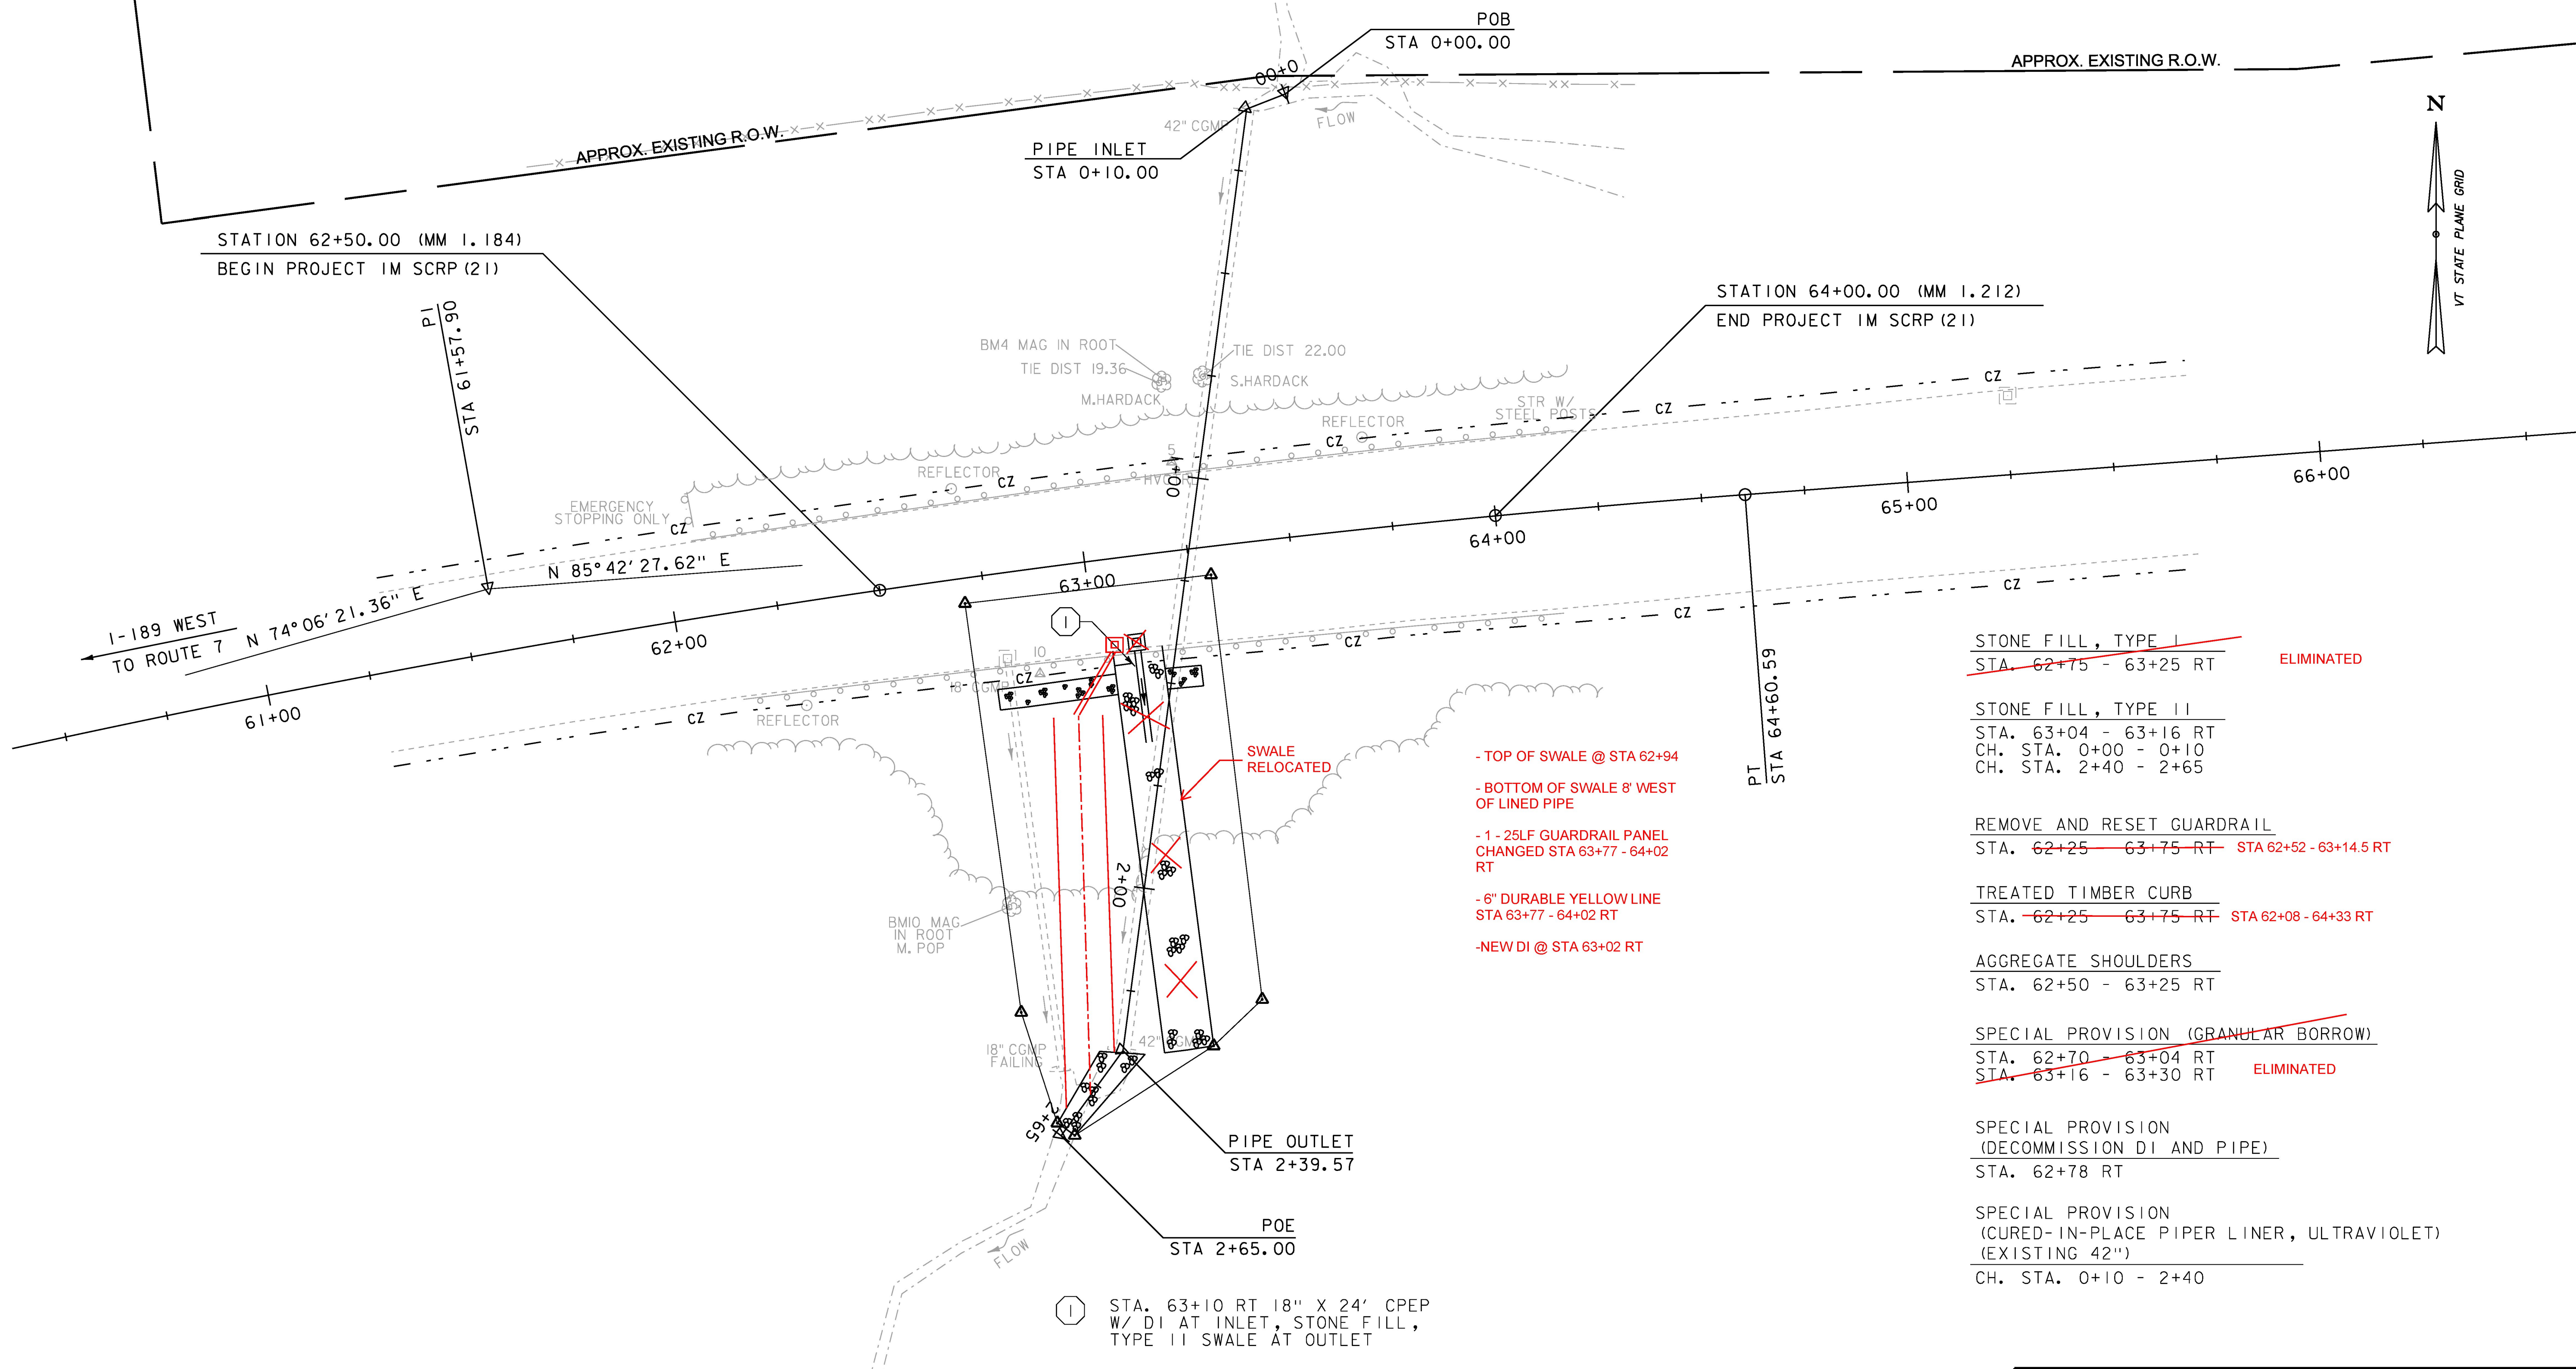 POB
STA 0+00.00
0+00
APPROX. EXISTING R.O.W.
N
VT STATE PLANE GRID
42" CGMP
FLOW
APPROX. EXISTING R.O.W.
PIPE INLET
STA 0+10.00
STATION 62+50.00 (MM 1.184)
BEGIN PROJECT IM SCRP(21)
PI
STA 61+57.90
STATION 64+00.00 (MM 1.212)
END PROJECT IM SCRP(21)
BM4 MAG IN ROOT
TIE DIST 19.36
M.HARDACK
TIE DIST 22.00
S.HARDACK
STR W/
STEEL POSTS
REFLECTOR
CZ
CZ
CZ
REFLECTOR
CZ
5
1+00
EMERGENCY
STOPPING ONLY
CZ
66+00
65+00
64+00
63+00
62+00
61+00
N 85°42'27.62" E
N 74°06'21.36" E
I-189 WEST
TO ROUTE 7
CZ
CZ
CZ
CZ
CZ
1
10
18" CGMP
REFLECTOR
PT
STA 64+60.59
SWALE
RELOCATED
- TOP OF SWALE @ STA 62+94
- BOTTOM OF SWALE 8' WEST
OF LINED PIPE
- 1 - 25LF GUARDRAIL PANEL
CHANGED STA 63+77 - 64+02
RT
- 6" DURABLE YELLOW LINE
STA 63+77 - 64+02 RT
-NEW DI @ STA 63+02 RT
STONE FILL, TYPE I
STA. 62+75 - 63+25 RT
ELIMINATED
STONE FILL, TYPE II
STA. 63+04 - 63+16 RT
CH. STA. 0+00 - 0+10
CH. STA. 2+40 - 2+65
REMOVE AND RESET GUARDRAIL
STA. 62+25 - 63+75 RT STA 62+52 - 63+14.5 RT
TREATED TIMBER CURB
STA. 62+25 - 63+75 RT STA 62+08 - 64+33 RT
AGGREGATE SHOULDERS
STA. 62+50 - 63+25 RT
SPECIAL PROVISION (GRANULAR BORROW)
STA. 62+70 - 63+04 RT
STA. 63+16 - 63+30 RT
ELIMINATED
SPECIAL PROVISION
(DECOMMISSION DI AND PIPE)
STA. 62+78 RT
SPECIAL PROVISION
(CURED-IN-PLACE PIPER LINER, ULTRAVIOLET)
(EXISTING 42")
CH. STA. 0+10 - 2+40
2+00
BM10 MAG
IN ROOT
M. POP
18" CGMP
FAILING
42" CGMP
2+65
PIPE OUTLET
STA 2+39.57
POE
STA 2+65.00
FLOW
1
STA. 63+10 RT 18" X 24' CPEP
W/ DI AT INLET, STONE FILL,
TYPE II SWALE AT OUTLET